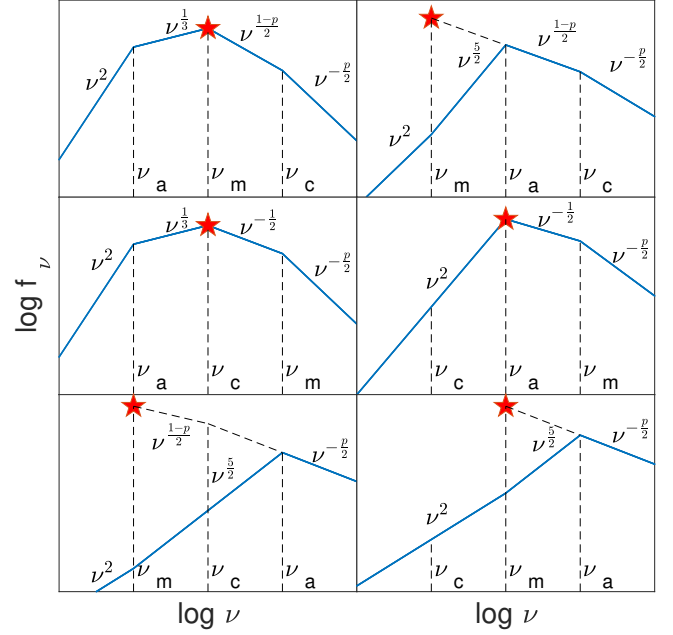 ν^2 ν^{1/3} ν^{(1-p)/2} ν^{-p/2}
ν_a ν_m ν_c
ν^2 ν^{5/2} ν^{(1-p)/2} ν^{-p/2}
ν_m ν_a ν_c
ν^2 ν^{1/3} ν^{-1/2} ν^{-p/2}
ν_a ν_c ν_m
ν^2 ν^{-1/2} ν^{-p/2}
ν_c ν_a ν_m
ν^2 ν^{(1-p)/2} ν^{5/2} ν^{-p/2}
ν_m ν_c ν_a
ν^2 ν^{5/2} ν^{-p/2}
ν_c ν_m ν_a
log f_ν
log ν
log ν